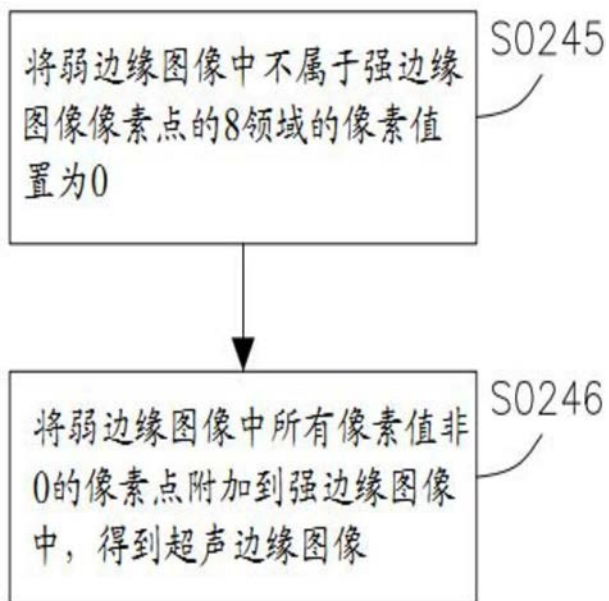 S0245
将弱边缘图像中不属于强边缘
图像像素点的8领域的像素值
置为0
S0246
将弱边缘图像中所有像素值非
0的像素点附加到强边缘图像
中，得到超声边缘图像